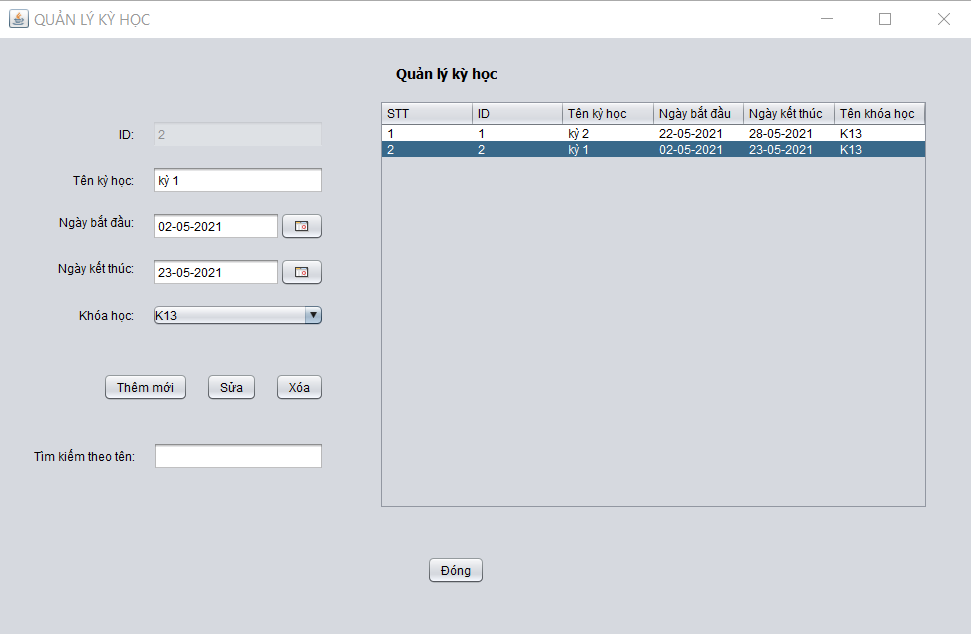 QUẢN LÝ KỲ HỌC
Quản lý kỳ học
ID: 2
Tên kỳ học: kỳ 1
Ngày bắt đầu: 02-05-2021
Ngày kết thúc: 23-05-2021
Khóa học: K13
Thêm mới Sửa Xóa
Tìm kiếm theo tên:
STT ID Tên kỳ học Ngày bắt đầu Ngày kết thúc Tên khóa học
1 1 kỳ 2 22-05-2021 28-05-2021 K13
2 2 kỳ 1 02-05-2021 23-05-2021 K13
Đóng